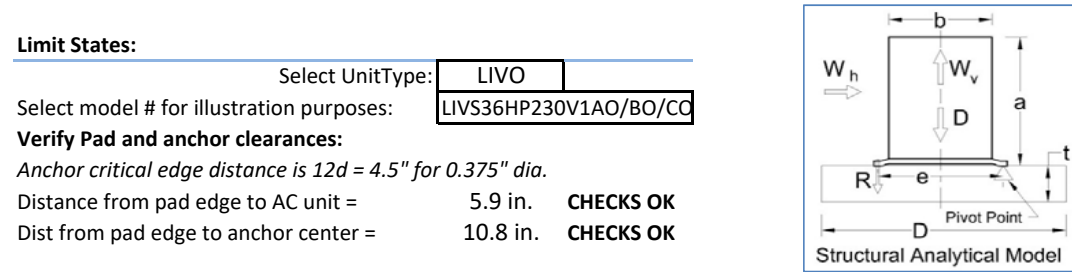 Limit States:
Select UnitType: LIVO
Select model # for illustration purposes: LIVS36HP230V1AO/BO/CO
Verify Pad and anchor clearances:
Anchor critical edge distance is 12d = 4.5" for 0.375" dia.
Distance from pad edge to AC unit = 5.9 in. CHECKS OK
Dist from pad edge to anchor center = 10.8 in. CHECKS OK
b
W h
W v
a
D
t
R
e
Pivot Point
D
Structural Analytical Model